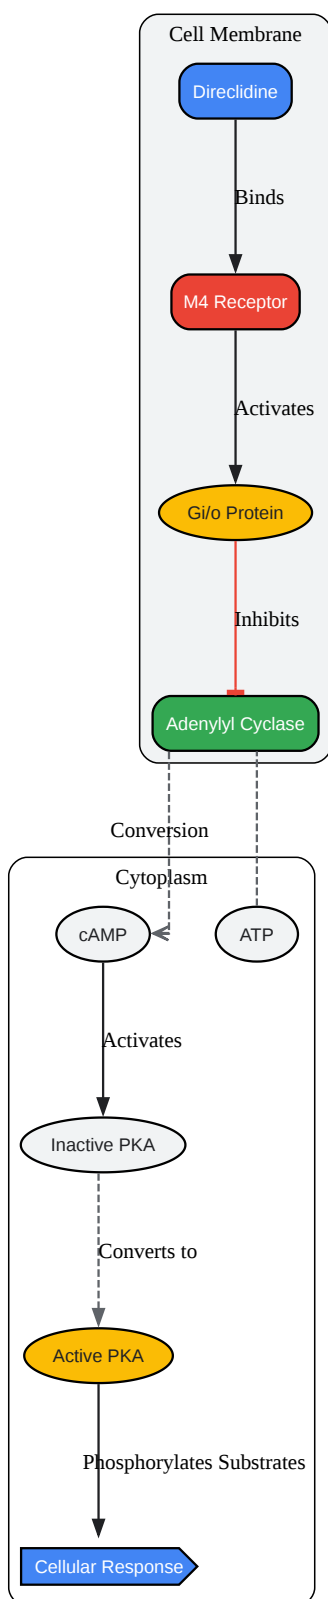 Cell Membrane
Direclidine
Binds
M4 Receptor
Activates
Gi/o Protein
Inhibits
Adenylyl Cyclase
Conversion
Cytoplasm
cAMP
ATP
Activates
Inactive PKA
Converts to
Active PKA
Phosphorylates Substrates
Cellular Response